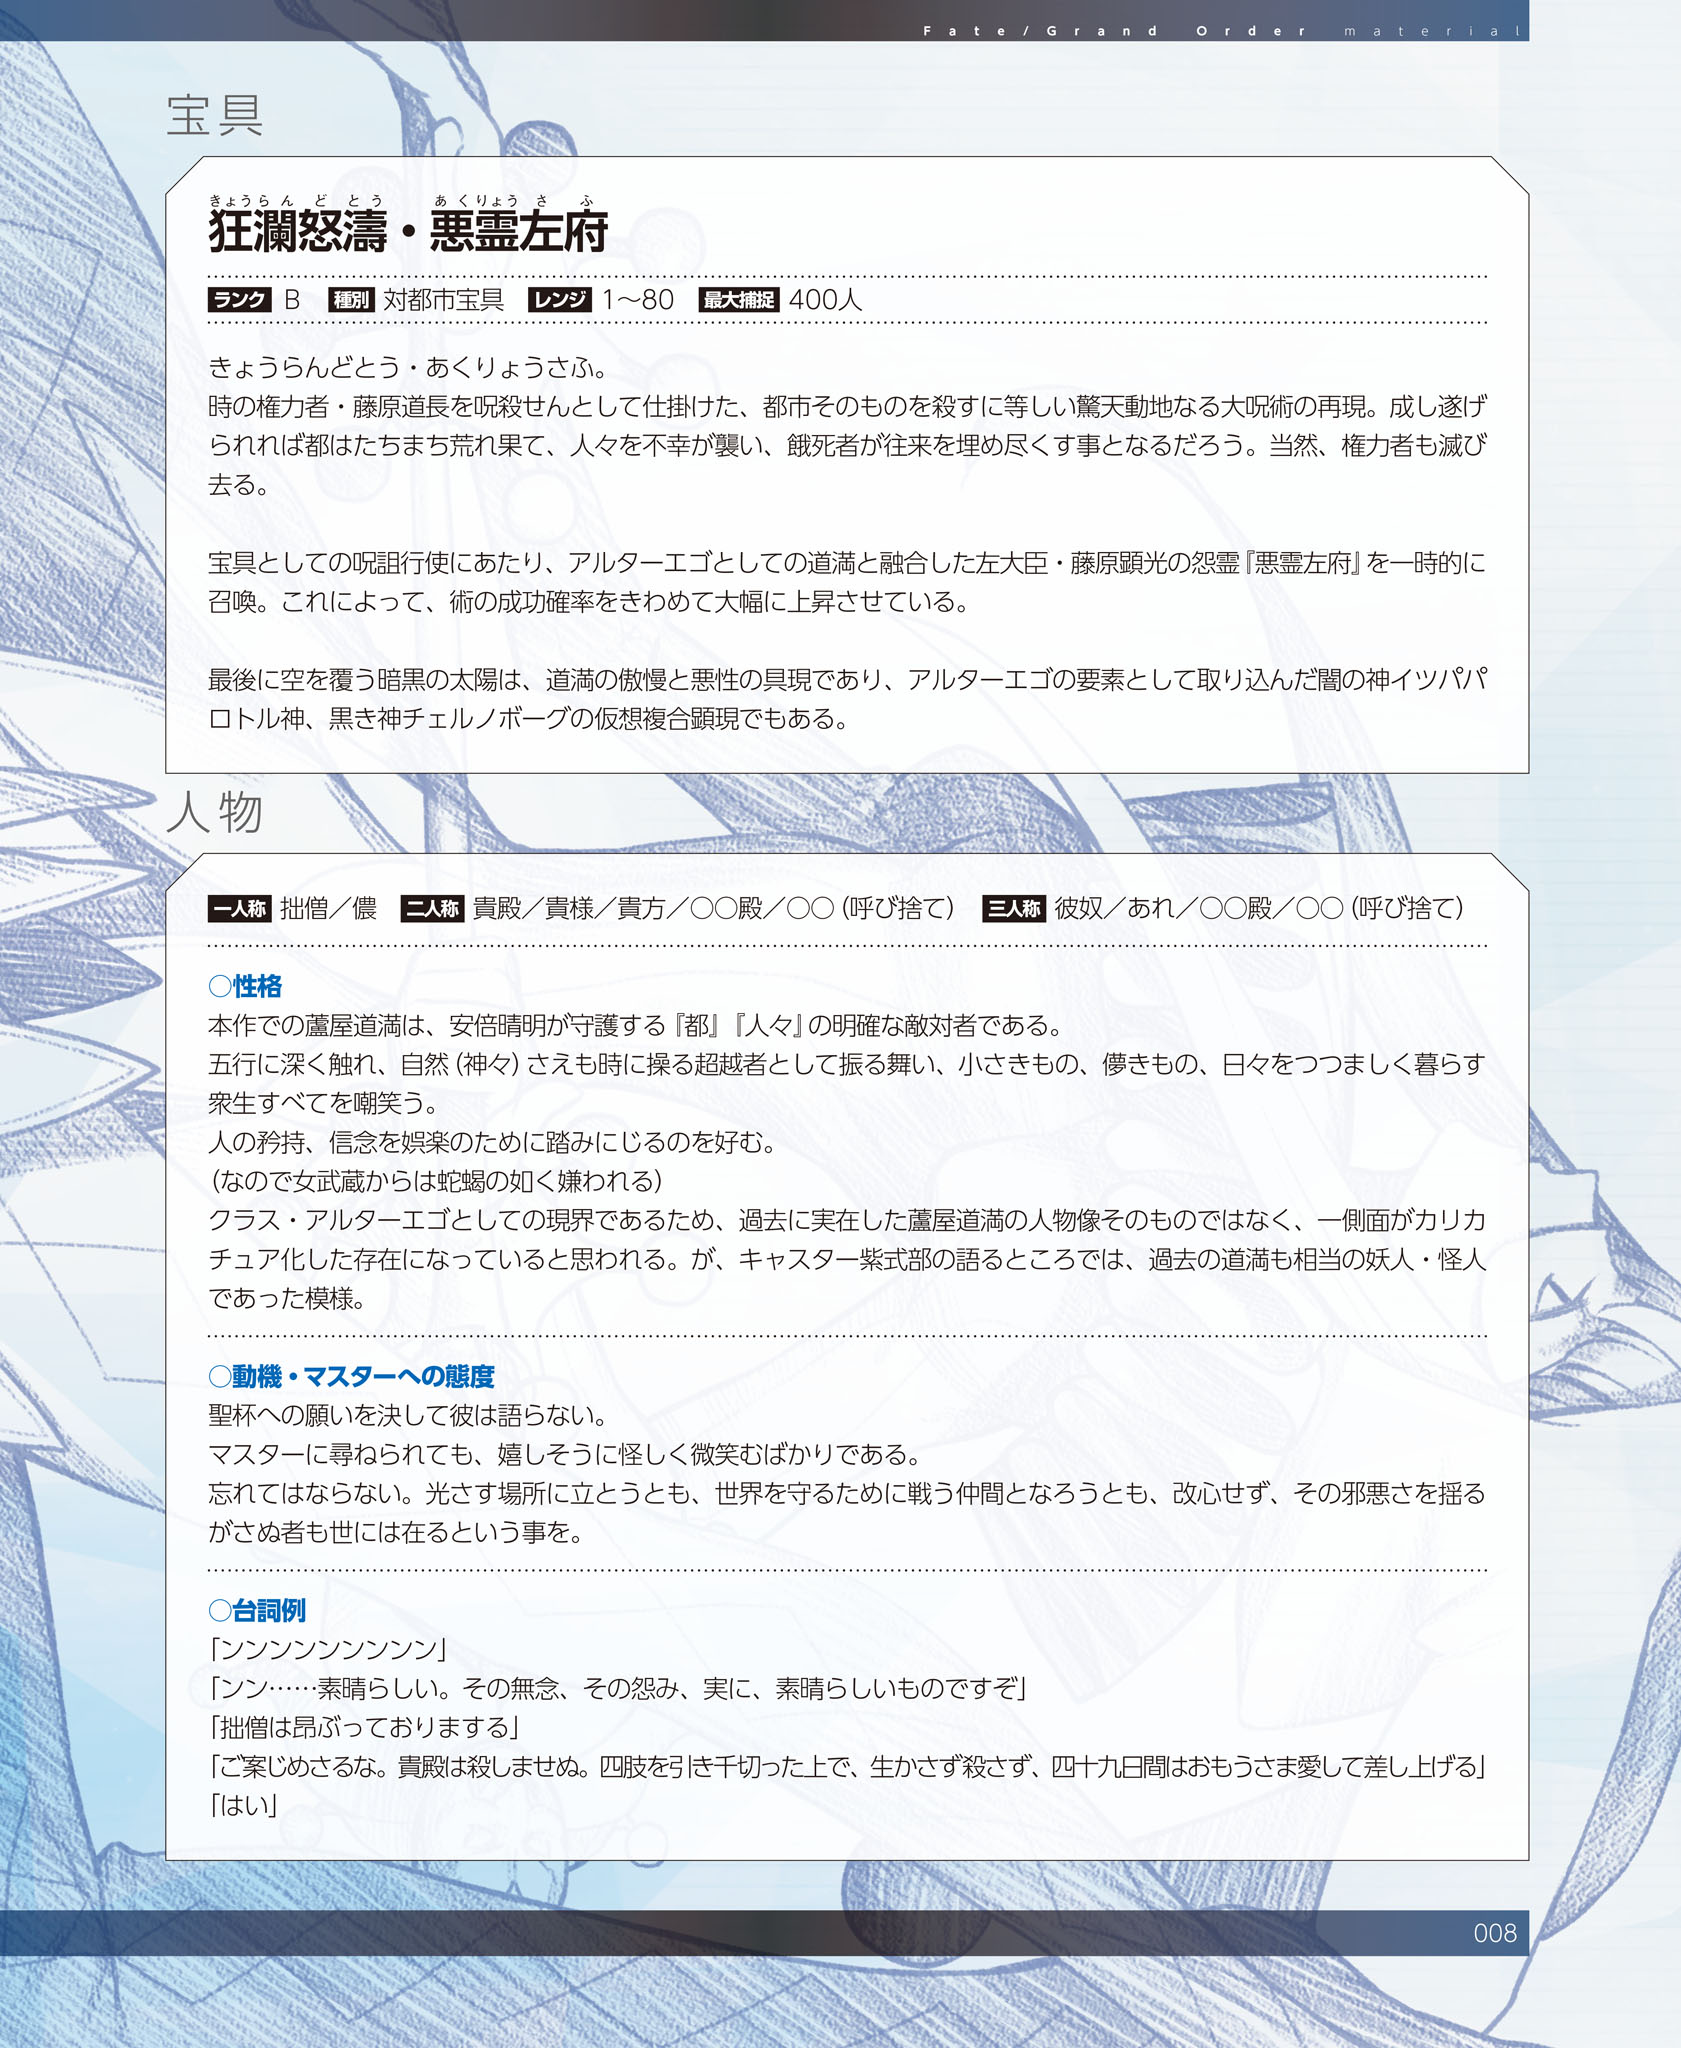 Fate/Grand Order material
宝具
きょうらんどとう あくりょうさふ
狂瀾怒濤・悪霊左府
ランク B 種別 対都市宝具 レンジ 1～80 最大捕捉 400人
きょうらんどとう・あくりょうさふ。
時の権力者・藤原道長を呪殺せんとして仕掛けた、都市そのものを殺すに等しい驚天動地なる大呪術の再現。成し遂げ
られれば都はたちまち荒れ果て、人々を不幸が襲い、餓死者が往来を埋め尽くす事となるだろう。当然、権力者も滅び
去る。
宝具としての呪詛行使にあたり、アルターエゴとしての道満と融合した左大臣・藤原顕光の怨霊『悪霊左府』を一時的に
召喚。これによって、術の成功確率をきわめて大幅に上昇させている。
最後に空を覆う暗黒の太陽は、道満の傲慢と悪性の具現であり、アルターエゴの要素として取り込んだ闇の神イツパパ
ロトル神、黒き神チェルノボーグの仮想複合顕現でもある。
人物
一人称 拙僧／儂 二人称 貴殿／貴様／貴方／○○殿／○○（呼び捨て） 三人称 彼奴／あれ／○○殿／○○（呼び捨て）
○性格
本作での蘆屋道満は、安倍晴明が守護する『都』『人々』の明確な敵対者である。
五行に深く触れ、自然（神々）さえも時に操る超越者として振る舞い、小さきもの、儚きもの、日々をつつましく暮らす
衆生すべてを嘲笑う。
人の矜持、信念を娯楽のために踏みにじるのを好む。
（なので女武蔵からは蛇蝎の如く嫌われる）
クラス・アルターエゴとしての現界であるため、過去に実在した蘆屋道満の人物像そのものではなく、一側面がカリカ
チュア化した存在になっていると思われる。が、キャスター紫式部の語るところでは、過去の道満も相当の妖人・怪人
であった模様。
○動機・マスターへの態度
聖杯への願いを決して彼は語らない。
マスターに尋ねられても、嬉しそうに怪しく微笑むばかりである。
忘れてはならない。光さす場所に立とうとも、世界を守るために戦う仲間となろうとも、改心せず、その邪悪さを揺る
がさぬ者も世には在るという事を。
○台詞例
「ンンンンンンンンン」
「ンン……素晴らしい。その無念、その怨み、実に、素晴らしいものですぞ」
「拙僧は昂ぶっておりまする」
「ご案じめさるな。貴殿は殺しませぬ。四肢を引き千切った上で、生かさず殺さず、四十九日間はおもうさま愛して差し上げる」
「はい」
008